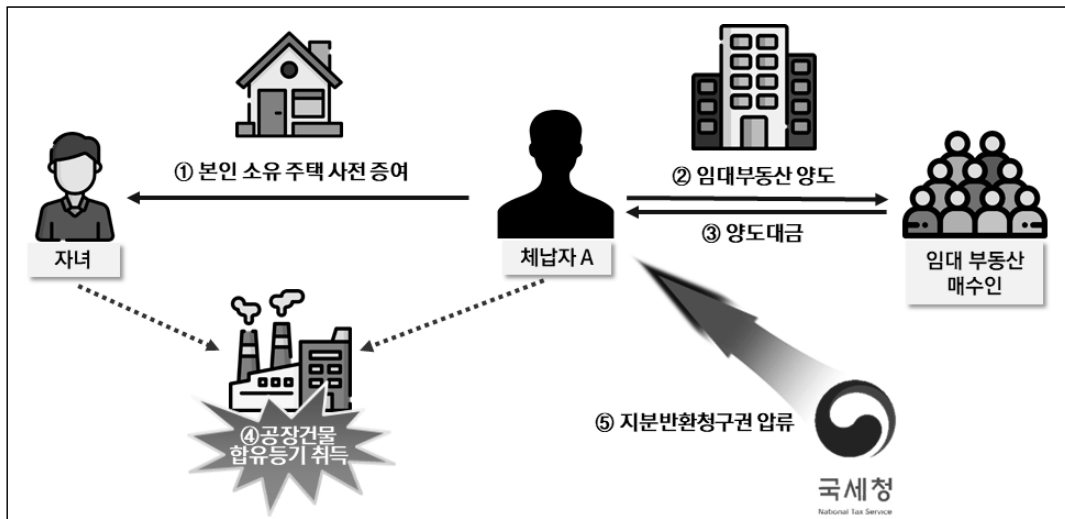 ① 본인 소유 주택 사전 증여
② 임대부동산 양도
③ 양도대금
자녀
체납자 A
임대 부동산
매수인
④공장건물
합유등기 취득
⑤ 지분반환청구권 압류
국세청
National Tax Service